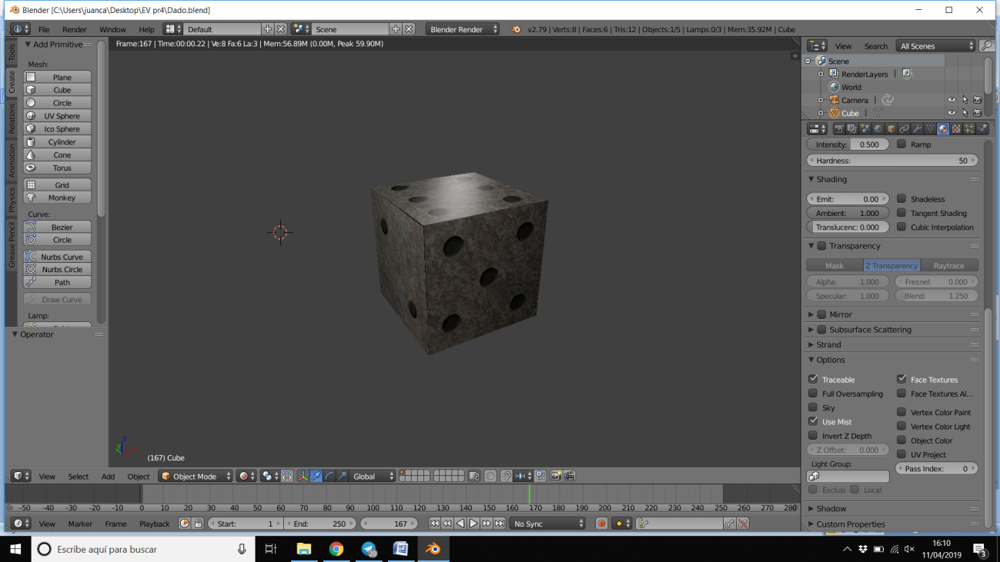 Blender [C:\Users\juanca\Desktop\EV pr4\Dado.blend]
File Render Window Help Default Scene Blender Render v2.79 | Verts:8 | Faces:6 | Tris:12 | Objects:1/5 | Lamps:0/3 | Mem:35.92M | Cube
Frame:167 | Time:00:00.22 | Ve:8 Fa:6 La:3 | Mem:56.89M (0.00M, Peak 59.90M)
Tools
Create
Relations
Animation
Physics
Grease Pencil
Add Primitive
Mesh:
Plane
Cube
Circle
UV Sphere
Ico Sphere
Cylinder
Cone
Torus
Grid
Monkey
Curve:
Bezier
Circle
Nurbs Curve
Nurbs Circle
Path
Draw Curve
Lamp:
Operator
(167) Cube
View Select Add Object Object Mode Global
-50 -40 -30 -20 -10 0 10 20 30 40 50 60 70 80 90 100 110 120 130 140 150 160 170 180 190 200 210 220 230 240 250 260 270 280
View Marker Frame Playback Start: 1 End: 250 167 No Sync
View Search All Scenes
Scene
RenderLayers |
World
Camera |
Cube |
Intensity: 0.500 Ramp
Hardness: 50
Shading
Emit: 0.00 Shadeless
Ambient: 1.000 Tangent Shading
Translucenc: 0.000 Cubic Interpolation
Transparency
Mask Z Transparency Raytrace
Alpha: 1.000 Fresnel: 0.000
Specular: 1.000 Blend: 1.250
Mirror
Subsurface Scattering
Strand
Options
Traceable Face Textures
Full Oversampling Face Textures Al...
Sky Vertex Color Paint
Use Mist Vertex Color Light
Invert Z Depth Object Color
Z Offset: 0.000 UV Project
Light Group: Pass Index: 0
Exclusi Local
Shadow
Custom Properties
Escribe aquí para buscar
20
16:10
11/04/2019
3